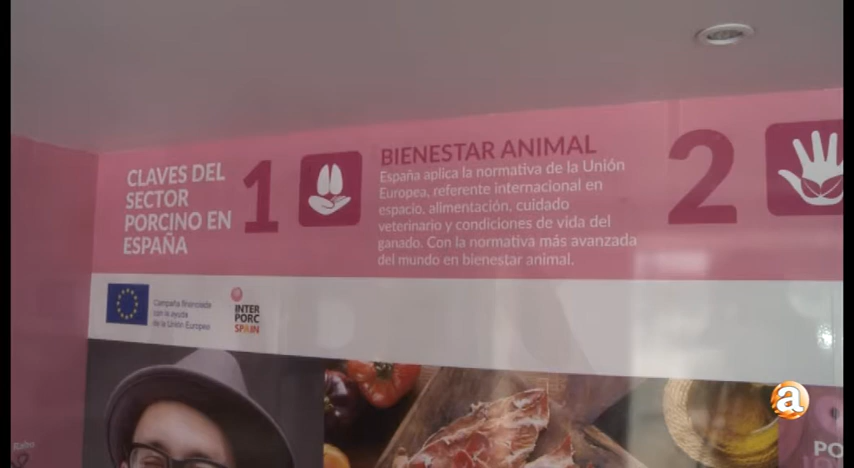 CLAVES DEL
SECTOR
PORCINO EN
ESPAÑA
1
BIENESTAR ANIMAL
España aplica la normativa de la Unión
Europea, referente internacional en
espacio, alimentación, cuidado
veterinario y condiciones de vida del
ganado. Con la normativa más avanzada
del mundo en bienestar animal.
2
Campaña financiada
con la ayuda
de la Unión Europea
INTER
PORC
SPAIN
a
Rabo
PO